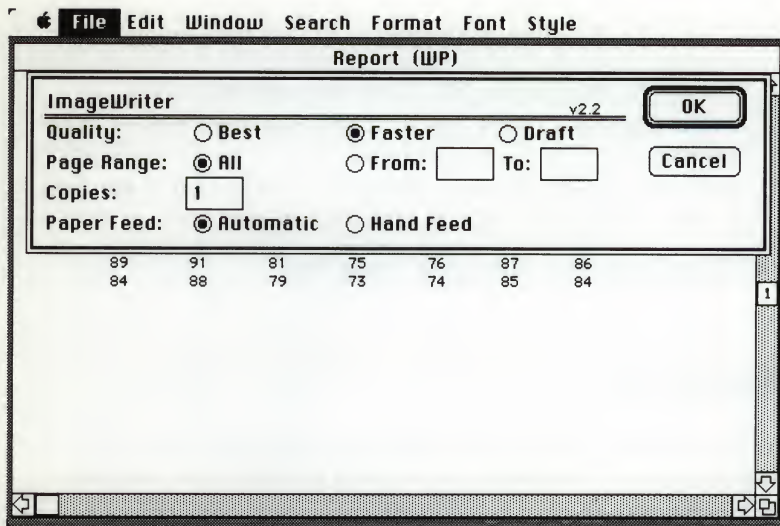 File Edit Window Search Format Font Style
Report (WP)
ImageWriter v2.2 OK
Quality: Best Faster Draft
Page Range: All From: To: Cancel
Copies: 1
Paper Feed: Automatic Hand Feed
89 91 81 75 76 87 86
84 88 79 73 74 85 84
1